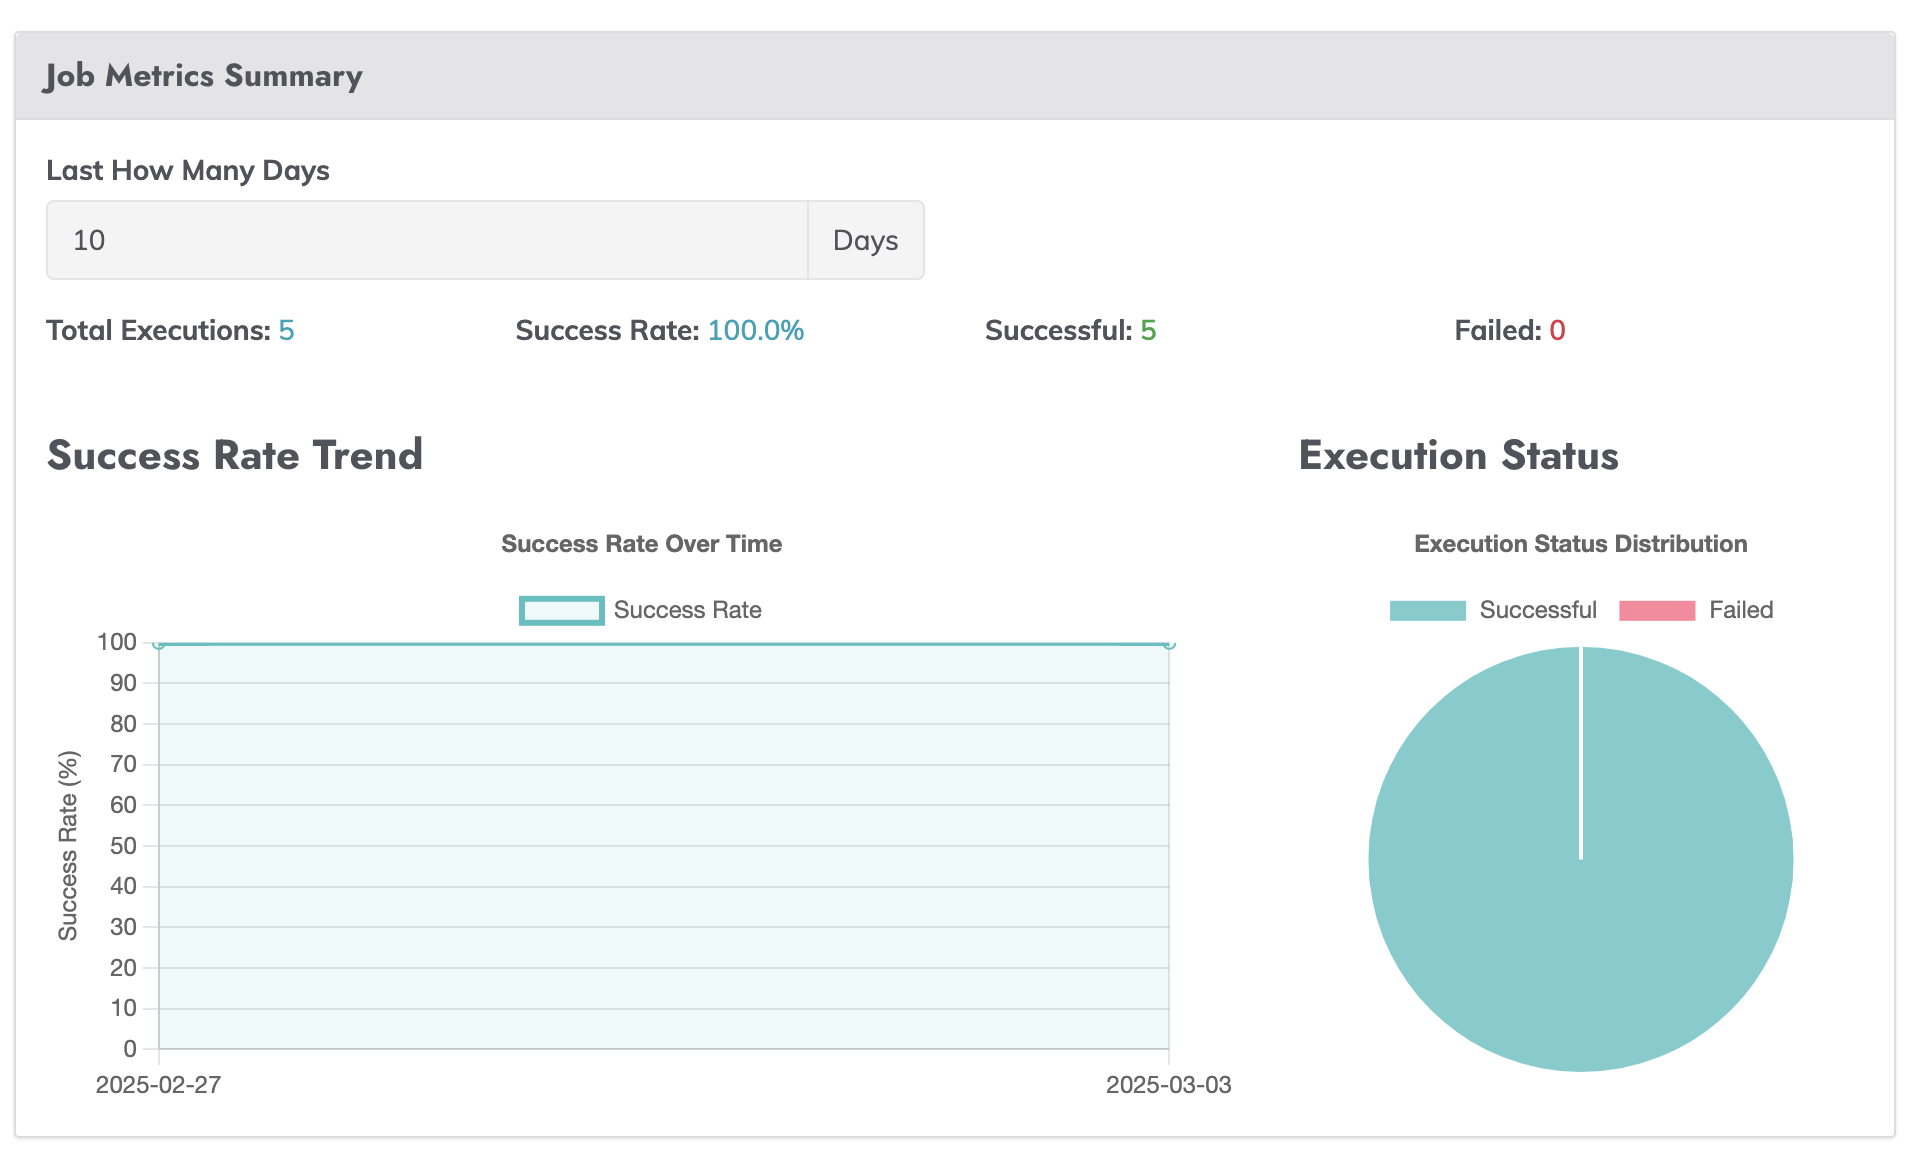 Job Metrics Summary
Last How Many Days
10 Days
Total Executions: 5 Success Rate: 100.0% Successful: 5 Failed: 0
Success Rate Trend
Success Rate Over Time
Success Rate
100
90
80
70
60
50
40
30
20
10
0
Success Rate (%)
2025-02-27 2025-03-03
Execution Status
Execution Status Distribution
Successful Failed